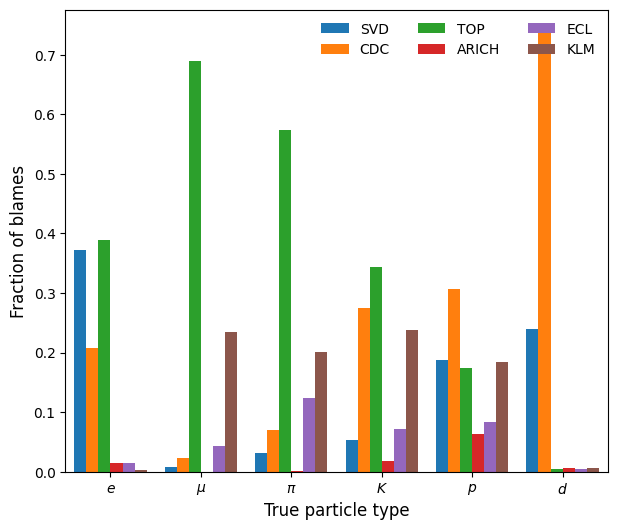 SVD TOP ECL
CDC ARICH KLM
Fraction of blames
0.7
0.6
0.5
0.4
0.3
0.2
0.1
0.0
e μ π K p d
True particle type